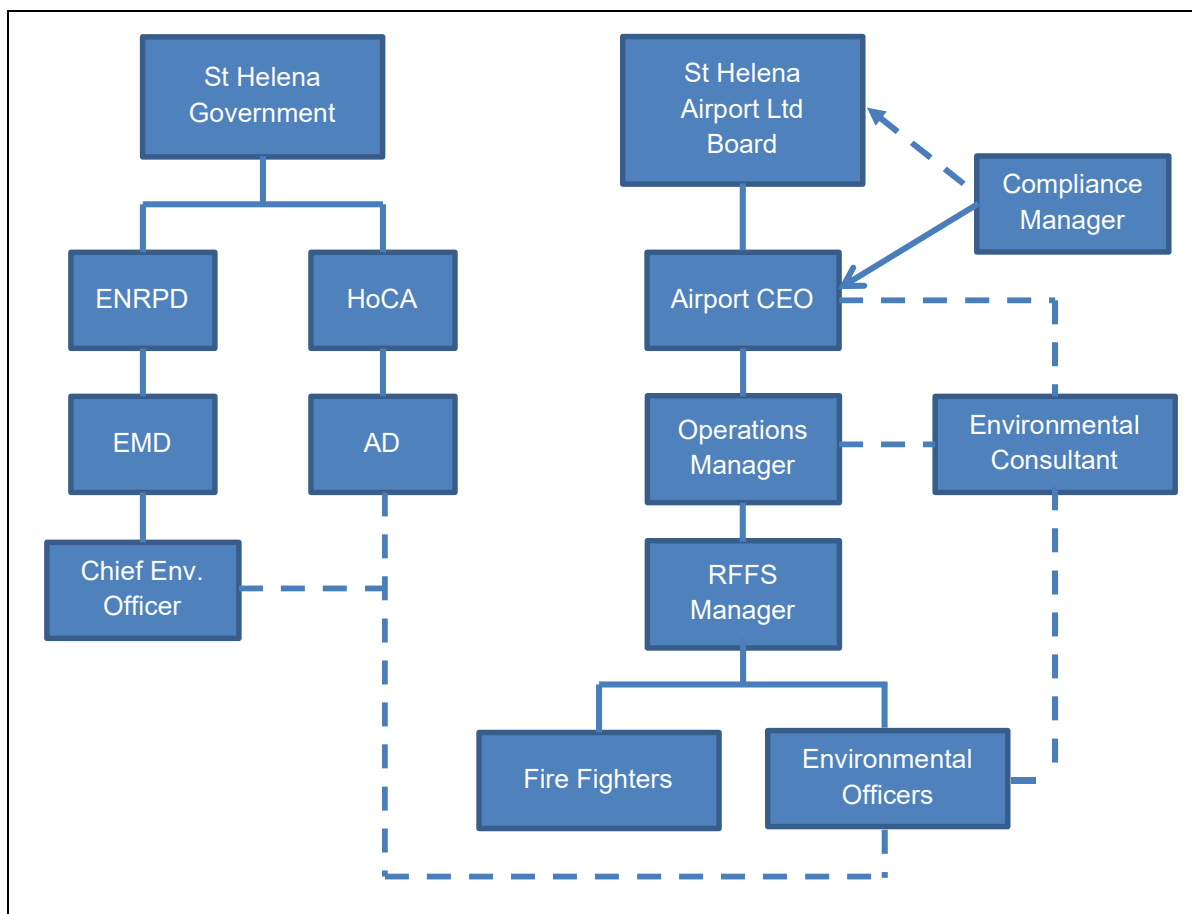 St Helena
Government
St Helena
Airport Ltd
Board
Compliance
Manager
ENRPD
HoCA
Airport CEO
EMD
AD
Operations
Manager
Environmental
Consultant
Chief Env.
Officer
RFFS
Manager
Fire Fighters
Environmental
Officers